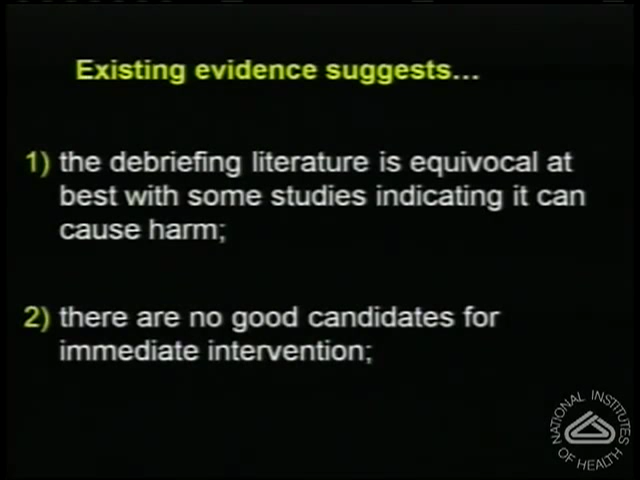 Existing evidence suggests...
1) the debriefing literature is equivocal at
best with some studies indicating it can
cause harm;
2) there are no good candidates for
immediate intervention;
NATIONAL INSTITUTES
OF HEALTH